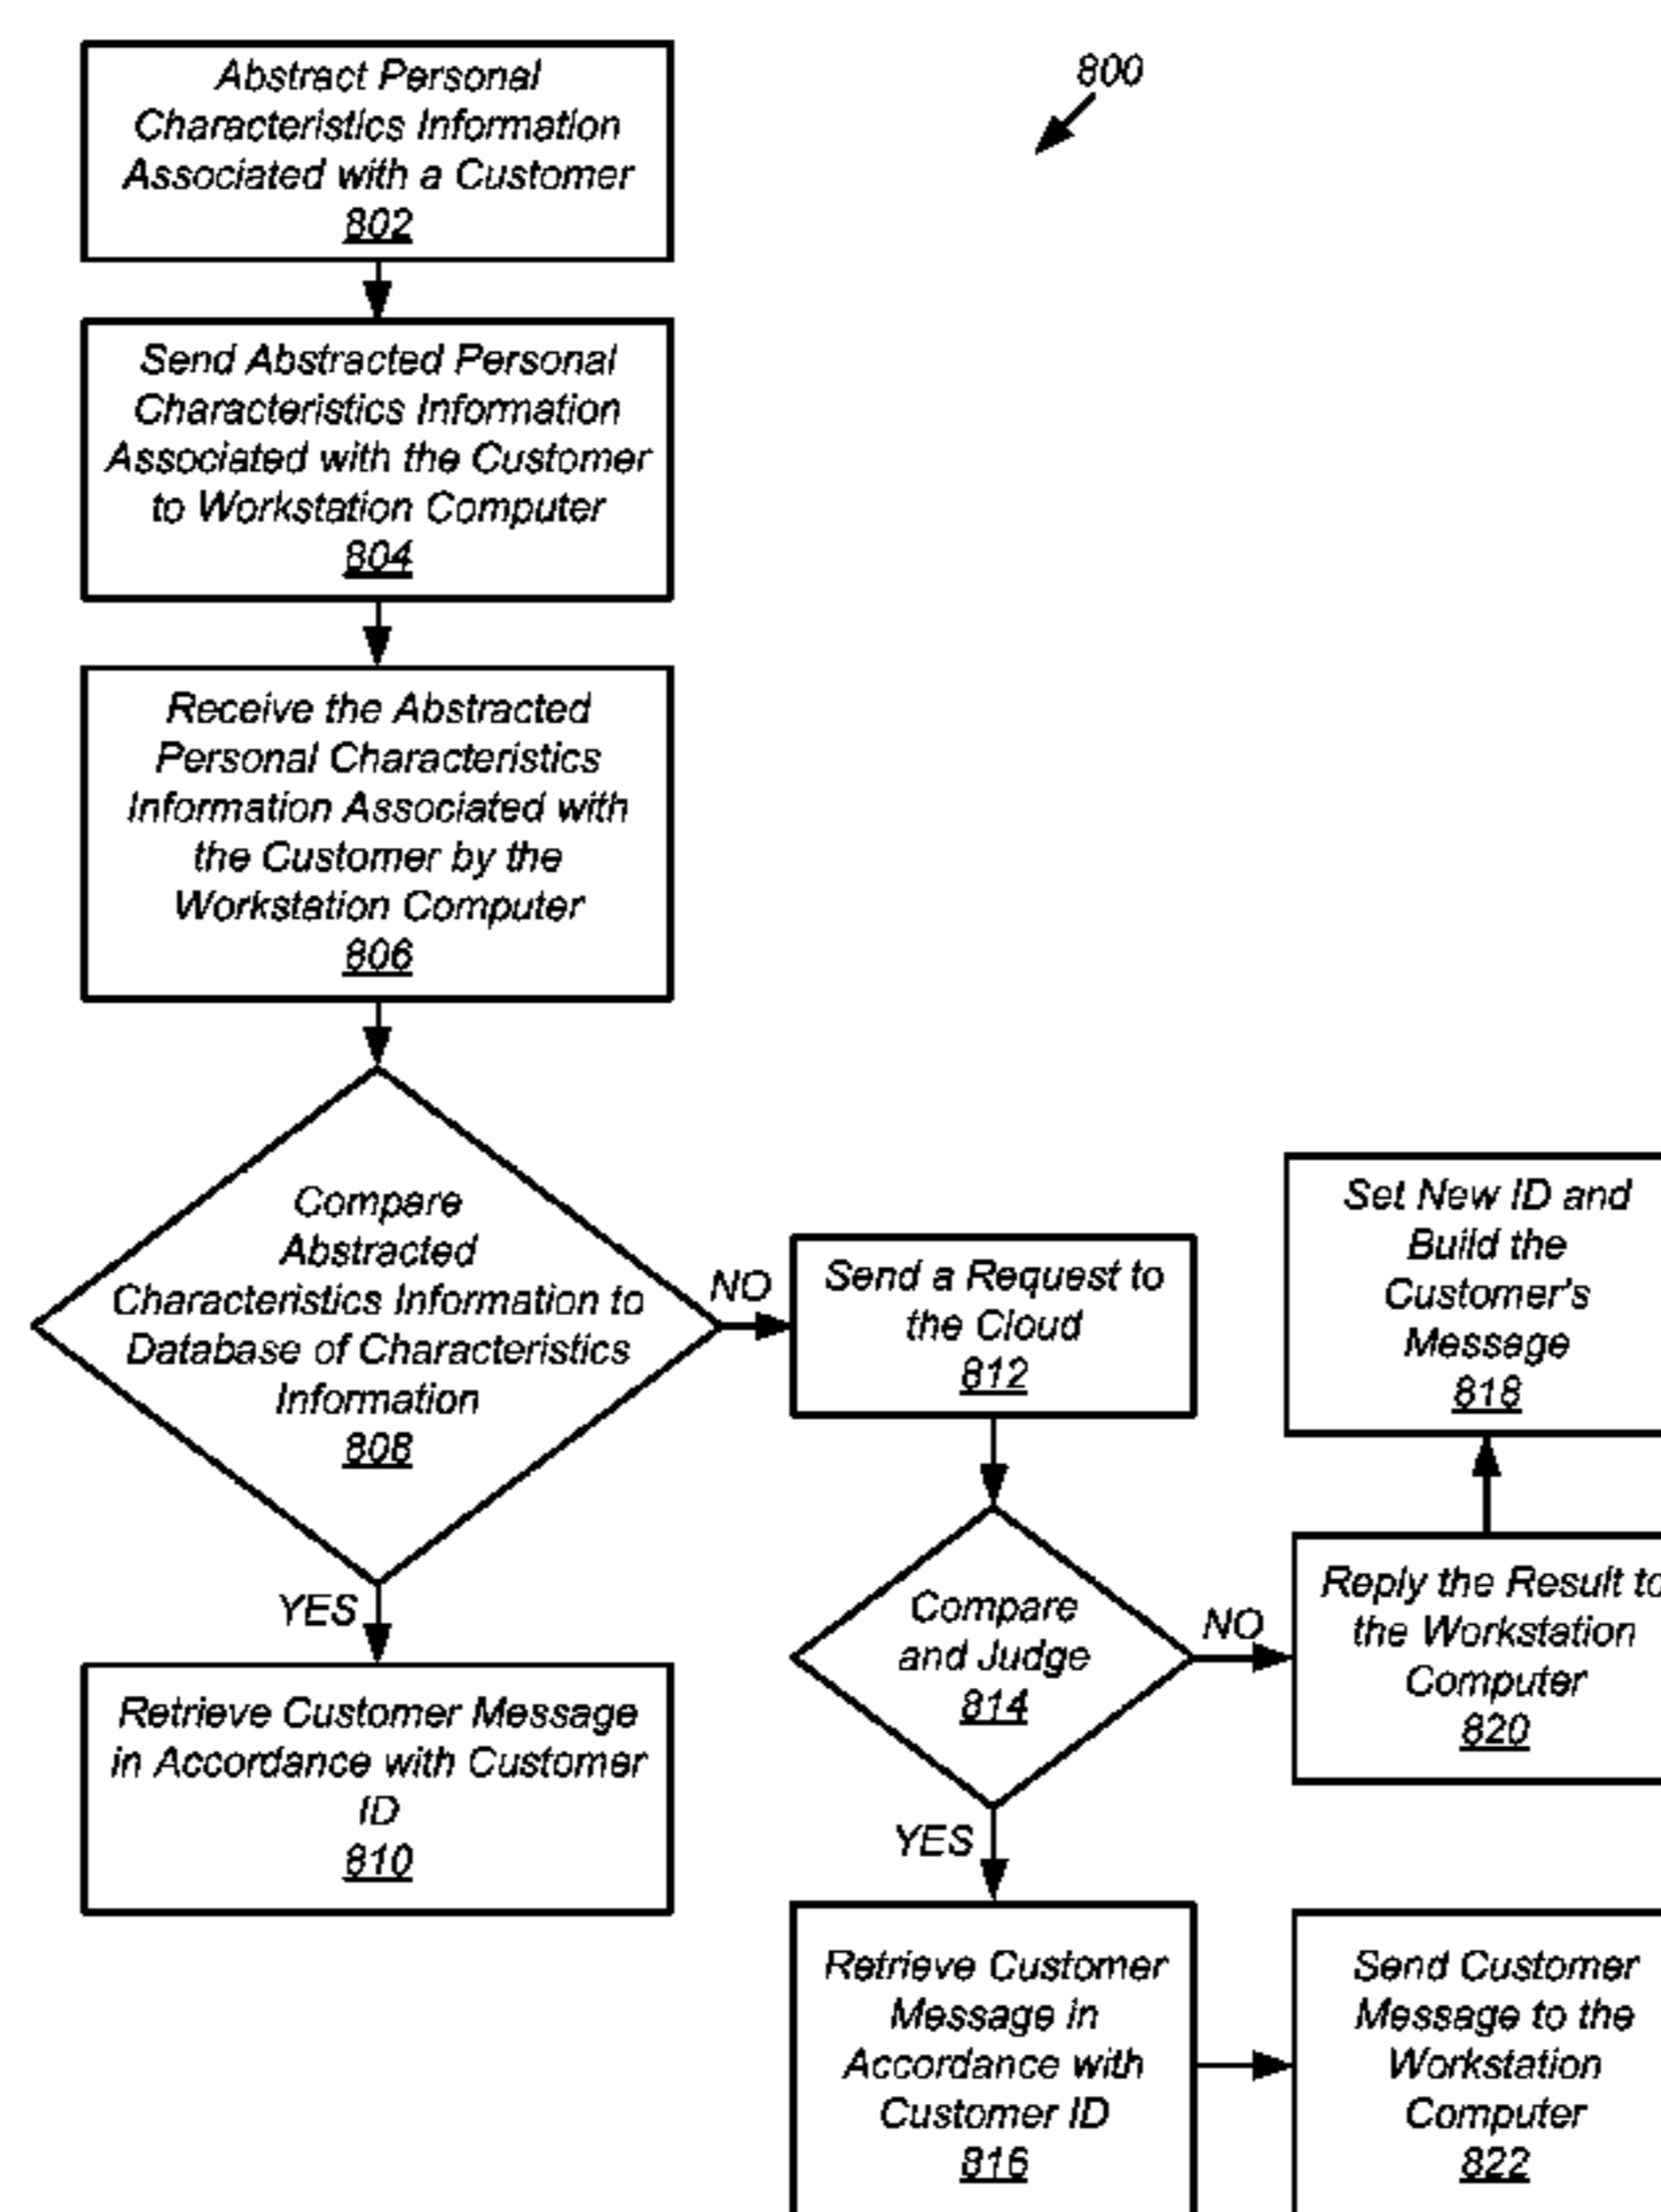 800
Abstract Personal
Characteristics Information
Associated with a Customer
802
Send Abstracted Personal
Characteristics Information
Associated with the Customer
to Workstation Computer
804
Receive the Abstracted
Personal Characteristics
Information Associated with
the Customer by the
Workstation Computer
806
Compare
Abstracted
Characteristics Information to
Database of Characteristics
Information
808
NO
YES
Retrieve Customer Message
in Accordance with Customer
ID
810
Send a Request to
the Cloud
812
Compare
and Judge
814
NO
YES
Set New ID and
Build the
Customer's
Message
818
Reply the Result to
the Workstation
Computer
820
Retrieve Customer
Message in
Accordance with
Customer ID
816
Send Customer
Message to the
Workstation
Computer
822